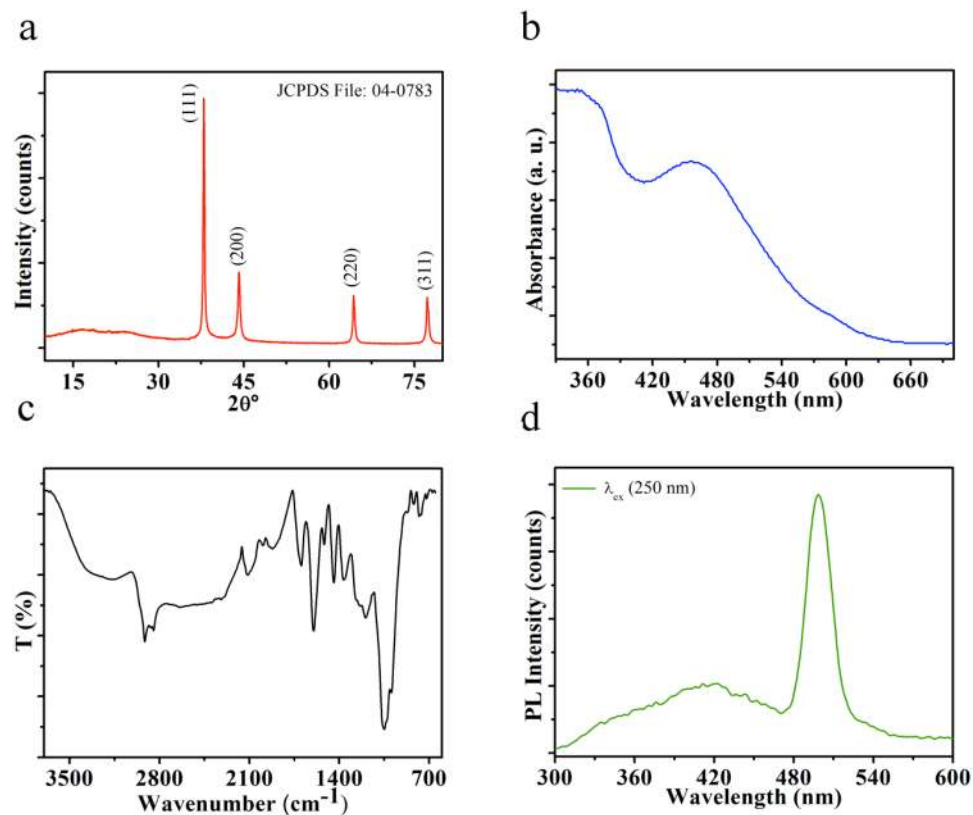 a
JCPDS File: 04-0783
(111)
(200)
(220)
(311)
Intensity (counts)
15 30 45 60 75
2θ°
b
Absorbance (a. u.)
330 360 420 480 540 600 660
Wavelength (nm)
c
T (%)
3500 2800 2100 1400 700
Wavenumber (cm⁻¹)
d
λex (250 nm)
PL Intensity (counts)
300 360 420 480 540 600
Wavelength (nm)